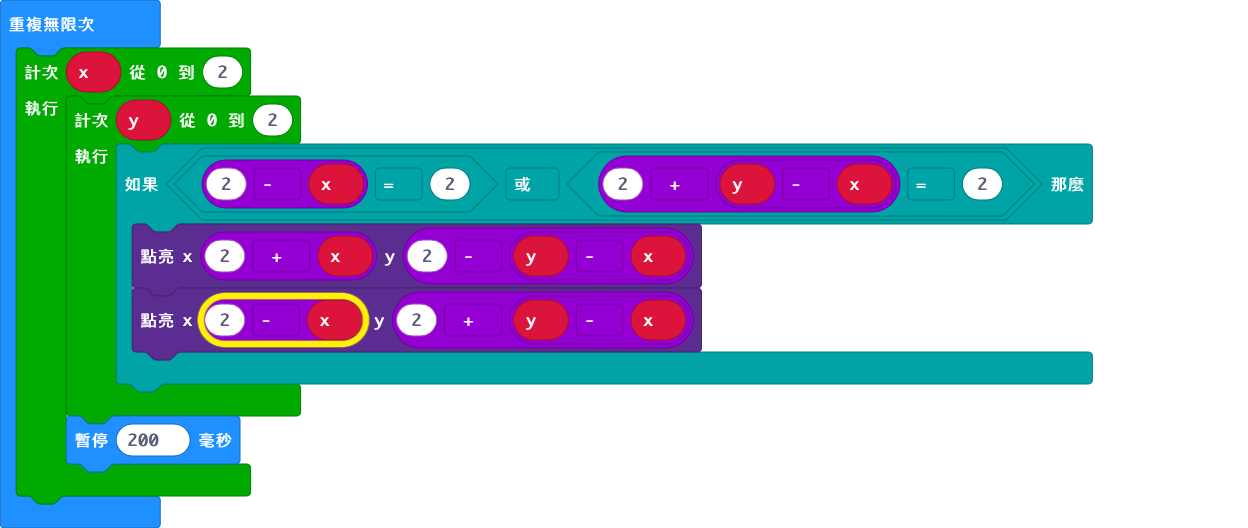 重複無限次
計次 x 從 0 到 2
執行
計次 y 從 0 到 2
執行
如果 2 - x = 2 或 2 + y - x = 2 那麼
點亮 x 2 + x y 2 - y - x
點亮 x 2 - x y 2 + y - x
暫停 200 毫秒